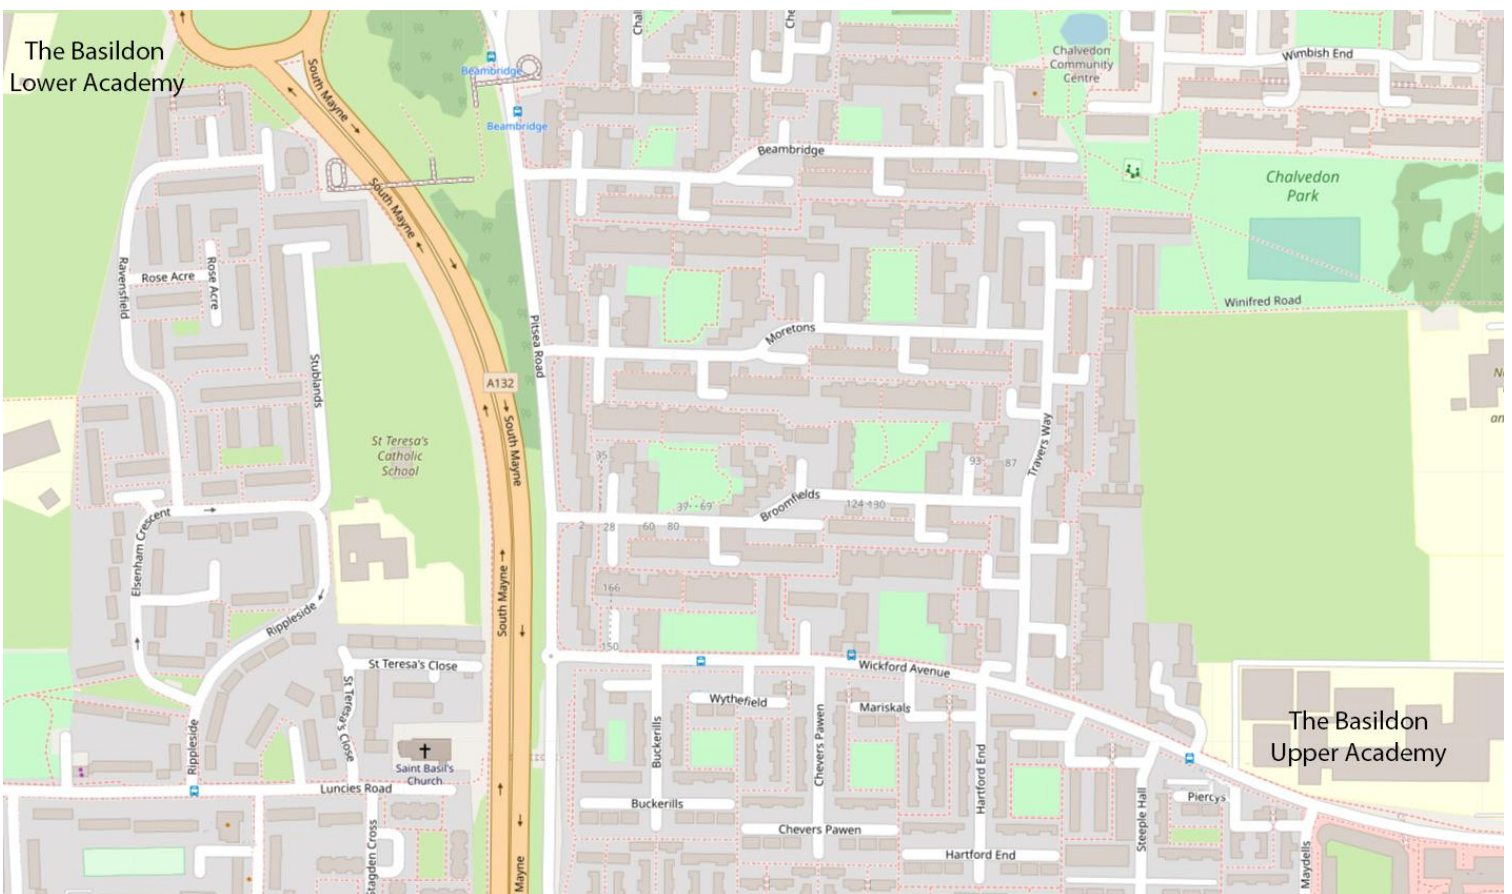 The Basildon
Lower Academy
South Mayne
Beambridge
Beambridge
Chalvedon
Community
Centre
Wimbish End
Beambridge
South Mayne
Chalvedon
Park
Ravensfield
Rose Acre
Rose Acre
Winifred Road
Pitsea Road
Moretons
Stublands
A132
St Teresa's
Catholic
School
South Mayne
Travers Way
35
93
87
37 - 69
Broomfields
124-130
2
28
60
80
Elsenham Crescent
South Mayne
166
Rippleside
150
St Teresa's Close
Wickford Avenue
St Teresa's Close
Wythefield
Mariskals
Buckerills
Chevers Pawen
Rippleside
The Basildon
Upper Academy
Saint Basil's
Church
Hartford End
Luncies Road
Buckerills
Piercys
Steeple Hall
Chevers Pawen
Hartford End
Stagden Cross
Mayne
Maydells